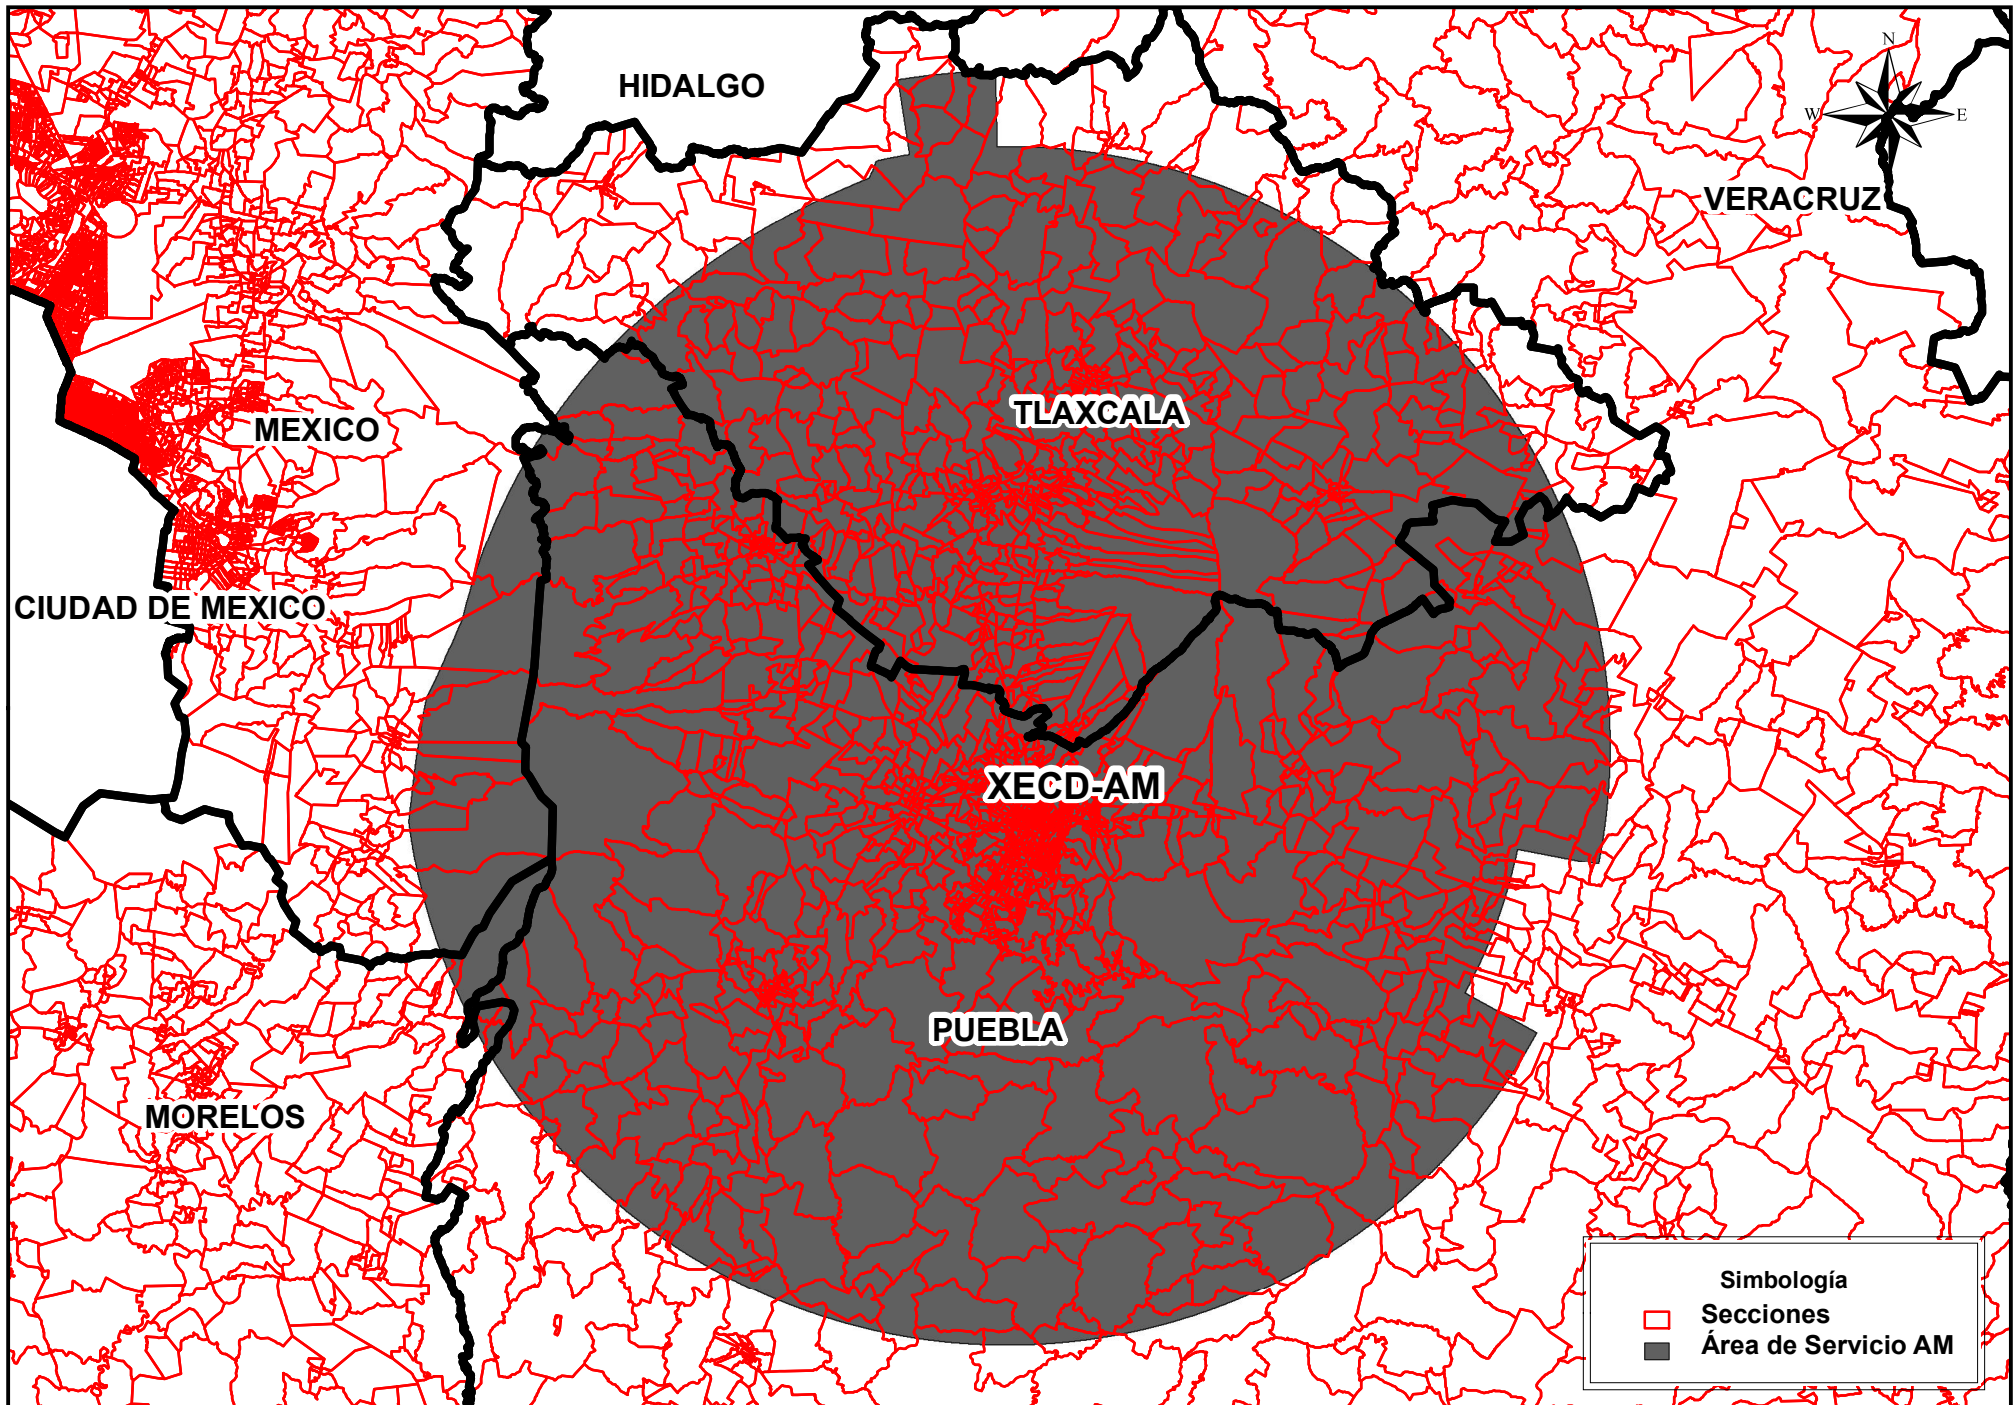 HIDALGO
N
W
E
VERACRUZ
TLAXCALA
MEXICO
CIUDAD DE MEXICO
XECD-AM
PUEBLA
MORELOS
Simbología
Secciones
Área de Servicio AM